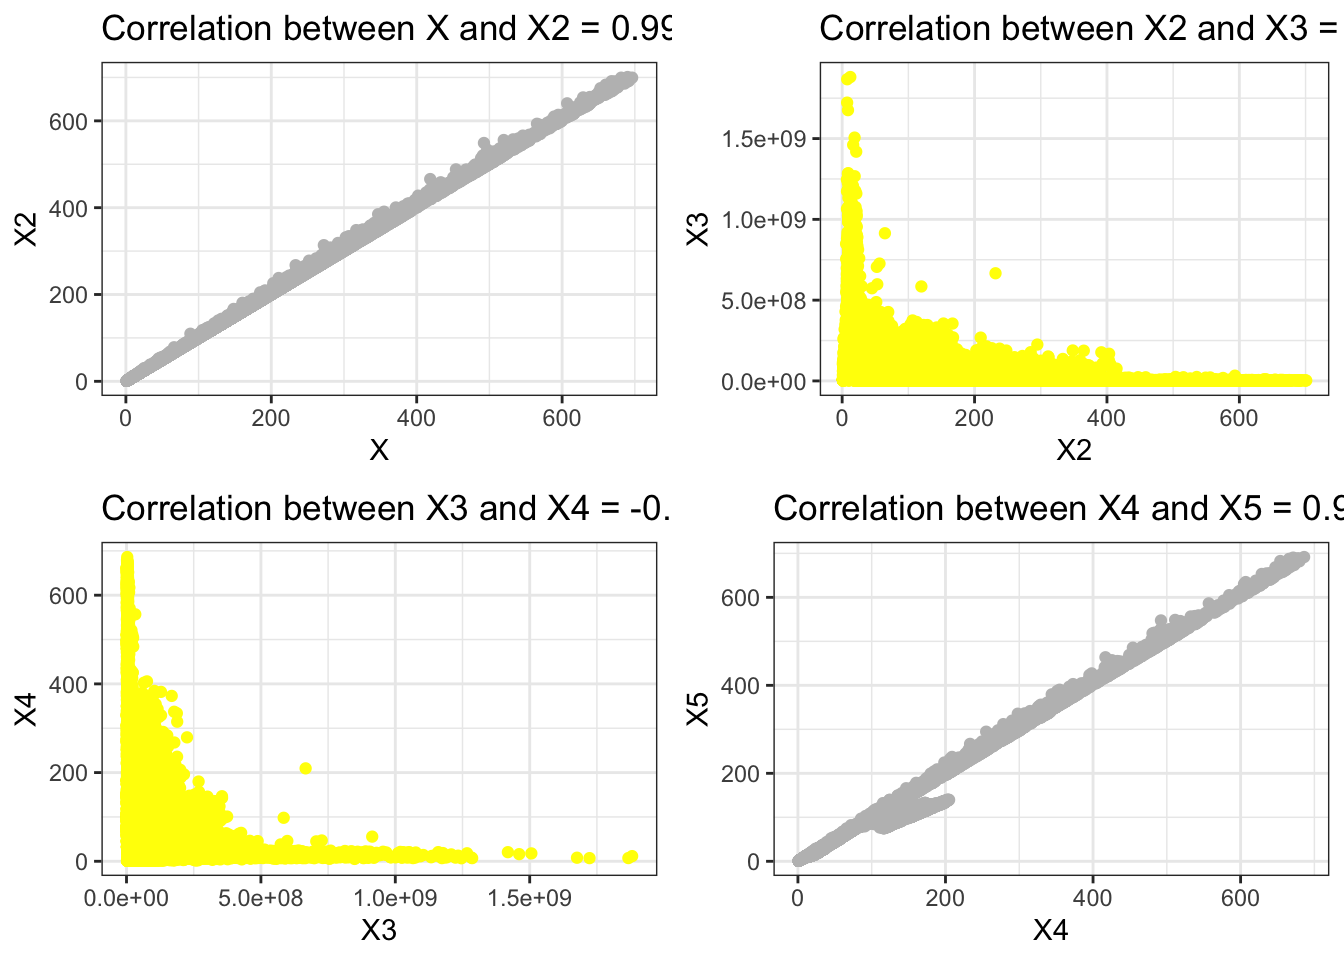 Correlation between X and X2 = 0.99
600
400
200
0
X2
0 200 400 600
X
Correlation between X2 and X3 =
1.5e+09
1.0e+09
5.0e+08
0.0e+00
X3
0 200 400 600
X2
Correlation between X3 and X4 = -0.
600
400
200
0
X4
0.0e+00 5.0e+08 1.0e+09 1.5e+09
X3
Correlation between X4 and X5 = 0.9
600
400
200
0
X5
0 200 400 600
X4